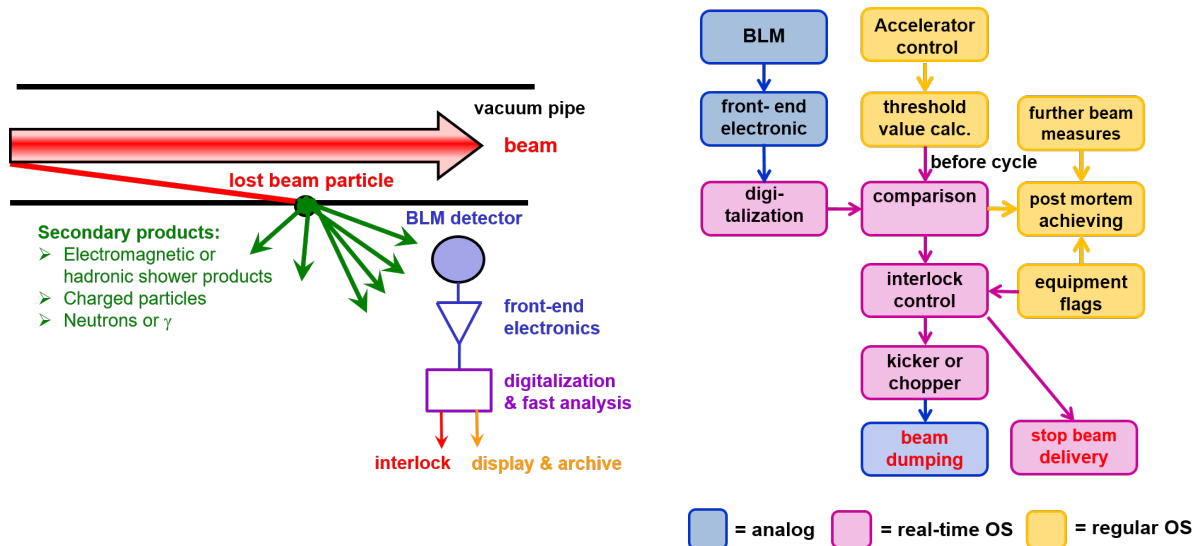 vacuum pipe
beam
lost beam particle
BLM detector
Secondary products:
➢ Electromagnetic or
hadronic shower products
➢ Charged particles
➢ Neutrons or γ
front-end
electronics
digitalization
& fast analysis
interlock
display & archive
BLM
Accelerator
control
front- end
electronic
threshold
value calc.
further beam
measures
before cycle
digi-
talization
comparison
post mortem
achieving
interlock
control
equipment
flags
kicker or
chopper
beam
dumping
stop beam
delivery
= analog
= real-time OS
= regular OS